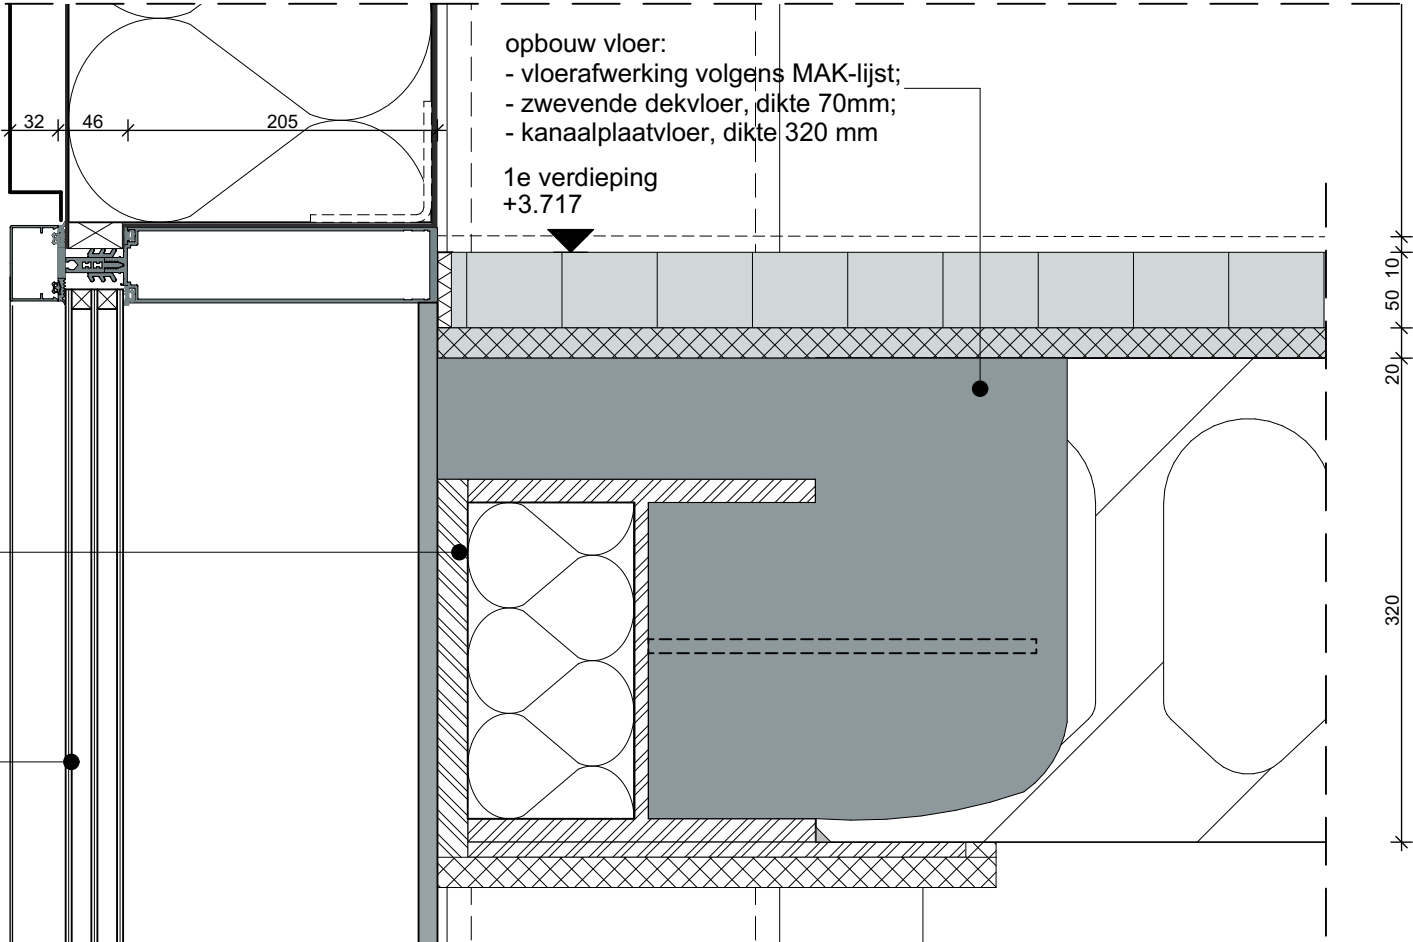 opbouw vloer:
- vloerafwerking volgens MAK-lijst;
- zwevende dekvloer, dikte 70mm;
- kanaalplaatvloer, dikte 320 mm
32 46 205
1e verdieping
+3.717
10
50
20
320